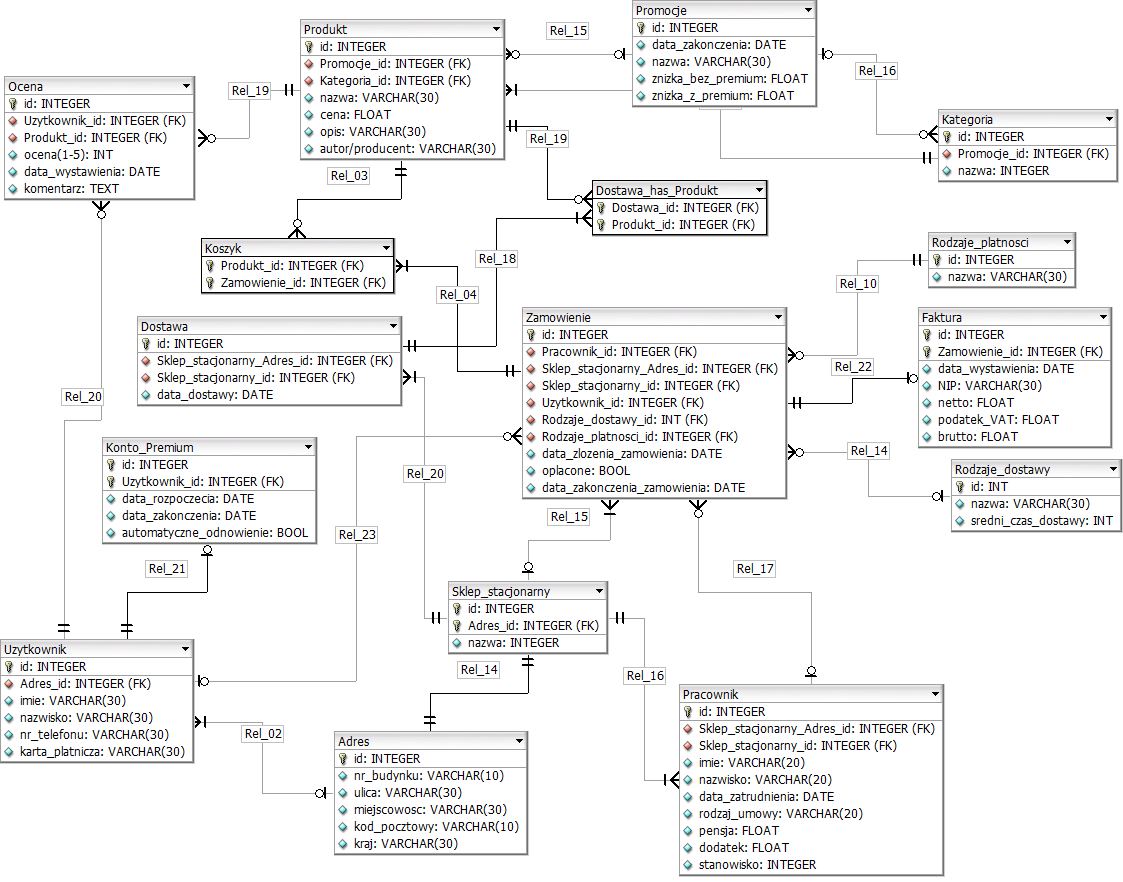 Produkt
id: INTEGER
Promocje_id: INTEGER (FK)
Kategoria_id: INTEGER (FK)
nazwa: VARCHAR(30)
cena: FLOAT
opis: VARCHAR(30)
autor/producent: VARCHAR(30)
Rel_15
Promocje
id: INTEGER
data_zakonczenia: DATE
nazwa: VARCHAR(30)
znizka_bez_premium: FLOAT
znizka_z_premium: FLOAT
Rel_16
Ocena
id: INTEGER
Uzytkownik_id: INTEGER (FK)
Produkt_id: INTEGER (FK)
ocena(1-5): INT
data_wystawienia: DATE
komentarz: TEXT
Rel_19
Kategoria
id: INTEGER
Promocje_id: INTEGER (FK)
nazwa: INTEGER
Rel_19
Rel_03
Dostawa_has_Produkt
Dostawa_id: INTEGER (FK)
Produkt_id: INTEGER (FK)
Koszyk
Produkt_id: INTEGER (FK)
Zamowienie_id: INTEGER (FK)
Rel_18
Rel_04
Rodzaje_platnosci
id: INTEGER
nazwa: VARCHAR(30)
Rel_10
Dostawa
id: INTEGER
Sklep_stacjonarny_Adres_id: INTEGER (FK)
Sklep_stacjonarny_id: INTEGER (FK)
data_dostawy: DATE
Zamowienie
id: INTEGER
Pracownik_id: INTEGER (FK)
Sklep_stacjonarny_Adres_id: INTEGER (FK)
Sklep_stacjonarny_id: INTEGER (FK)
Uzytkownik_id: INTEGER (FK)
Rodzaje_dostawy_id: INT (FK)
Rodzaje_platnosci_id: INTEGER (FK)
data_zlozenia_zamowienia: DATE
oplacone: BOOL
data_zakonczenia_zamowienia: DATE
Rel_22
Faktura
id: INTEGER
Zamowienie_id: INTEGER (FK)
data_wystawienia: DATE
NIP: VARCHAR(30)
netto: FLOAT
podatek_VAT: FLOAT
brutto: FLOAT
Rel_20
Rel_14
Konto_Premium
id: INTEGER
Uzytkownik_id: INTEGER (FK)
data_rozpoczecia: DATE
data_zakonczenia: DATE
automatyczne_odnowienie: BOOL
Rel_20
Rodzaje_dostawy
id: INT
nazwa: VARCHAR(30)
sredni_czas_dostawy: INT
Rel_15
Rel_23
Rel_21
Rel_17
Sklep_stacjonarny
id: INTEGER
Adres_id: INTEGER (FK)
nazwa: INTEGER
Uzytkownik
id: INTEGER
Adres_id: INTEGER (FK)
imie: VARCHAR(30)
nazwisko: VARCHAR(30)
nr_telefonu: VARCHAR(30)
karta_platnicza: VARCHAR(30)
Rel_14
Rel_16
Rel_02
Adres
id: INTEGER
nr_budynku: VARCHAR(10)
ulica: VARCHAR(30)
miejscowosc: VARCHAR(30)
kod_pocztowy: VARCHAR(10)
kraj: VARCHAR(30)
Pracownik
id: INTEGER
Sklep_stacjonarny_Adres_id: INTEGER (FK)
Sklep_stacjonarny_id: INTEGER (FK)
imie: VARCHAR(20)
nazwisko: VARCHAR(20)
data_zatrudnienia: DATE
rodzaj_umowy: VARCHAR(20)
pensja: FLOAT
dodatek: FLOAT
stanowisko: INTEGER